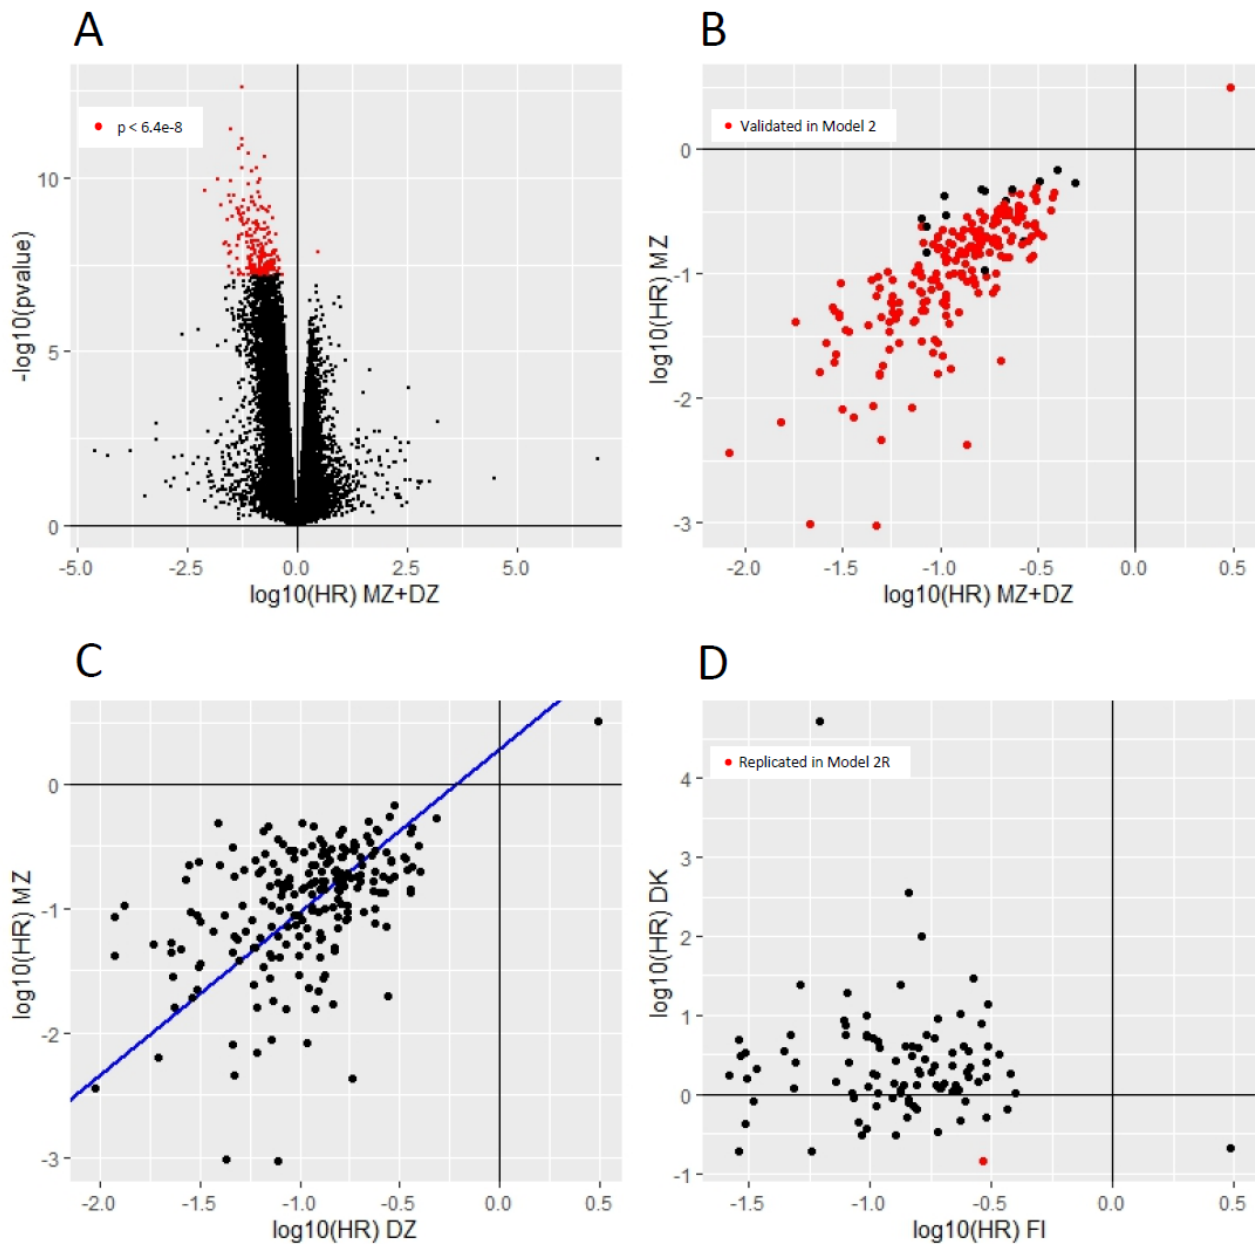 A
B
p < 6.4e-8
Validated in Model 2
-log10(pvalue)
10
5
0
-5.0
-2.5
0.0
2.5
5.0
log10(HR) MZ+DZ
log10(HR) MZ
0
-1
-2
-3
-2.0
-1.5
-1.0
-0.5
0.0
0.5
log10(HR) MZ+DZ
C
D
log10(HR) MZ
0
-1
-2
-3
-2.0
-1.5
-1.0
-0.5
0.0
0.5
log10(HR) DZ
Replicated in Model 2R
log10(HR) DK
4
3
2
1
0
-1
-1.5
-1.0
-0.5
0.0
0.5
log10(HR) FI